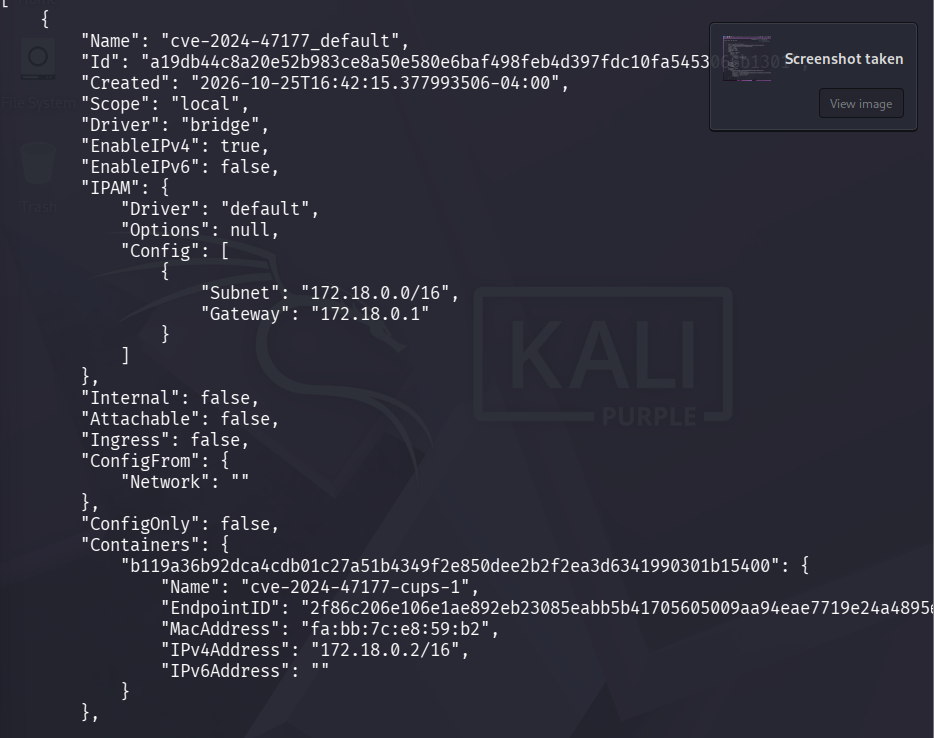 [
    {
        "Name": "cve-2024-47177_default",
        "Id": "a19db44c8a20e52b983ce8a50e580e6baf498feb4d397fdc10fa545306
        "Created": "2026-10-25T16:42:15.377993506-04:00",
        "Scope": "local",
        "Driver": "bridge",
        "EnableIPv4": true,
        "EnableIPv6": false,
        "IPAM": {
            "Driver": "default",
            "Options": null,
            "Config": [
                {
                    "Subnet": "172.18.0.0/16",
                    "Gateway": "172.18.0.1"
                }
            ]
        },
        "Internal": false,
        "Attachable": false,
        "Ingress": false,
        "ConfigFrom": {
            "Network": ""
        },
        "ConfigOnly": false,
        "Containers": {
            "b119a36b92dca4cdb01c27a51b4349f2e850dee2b2f2ea3d6341990301b15400": {
                "Name": "cve-2024-47177-cups-1",
                "EndpointID": "2f86c206e106e1ae892eb23085eabb5b41705605009aa94eae7719e24a4895
                "MacAddress": "fa:bb:7c:e8:59:b2",
                "IPv4Address": "172.18.0.2/16",
                "IPv6Address": ""
            }
        },
Screenshot taken
View image
File System
Trash
KALI
PURPLE